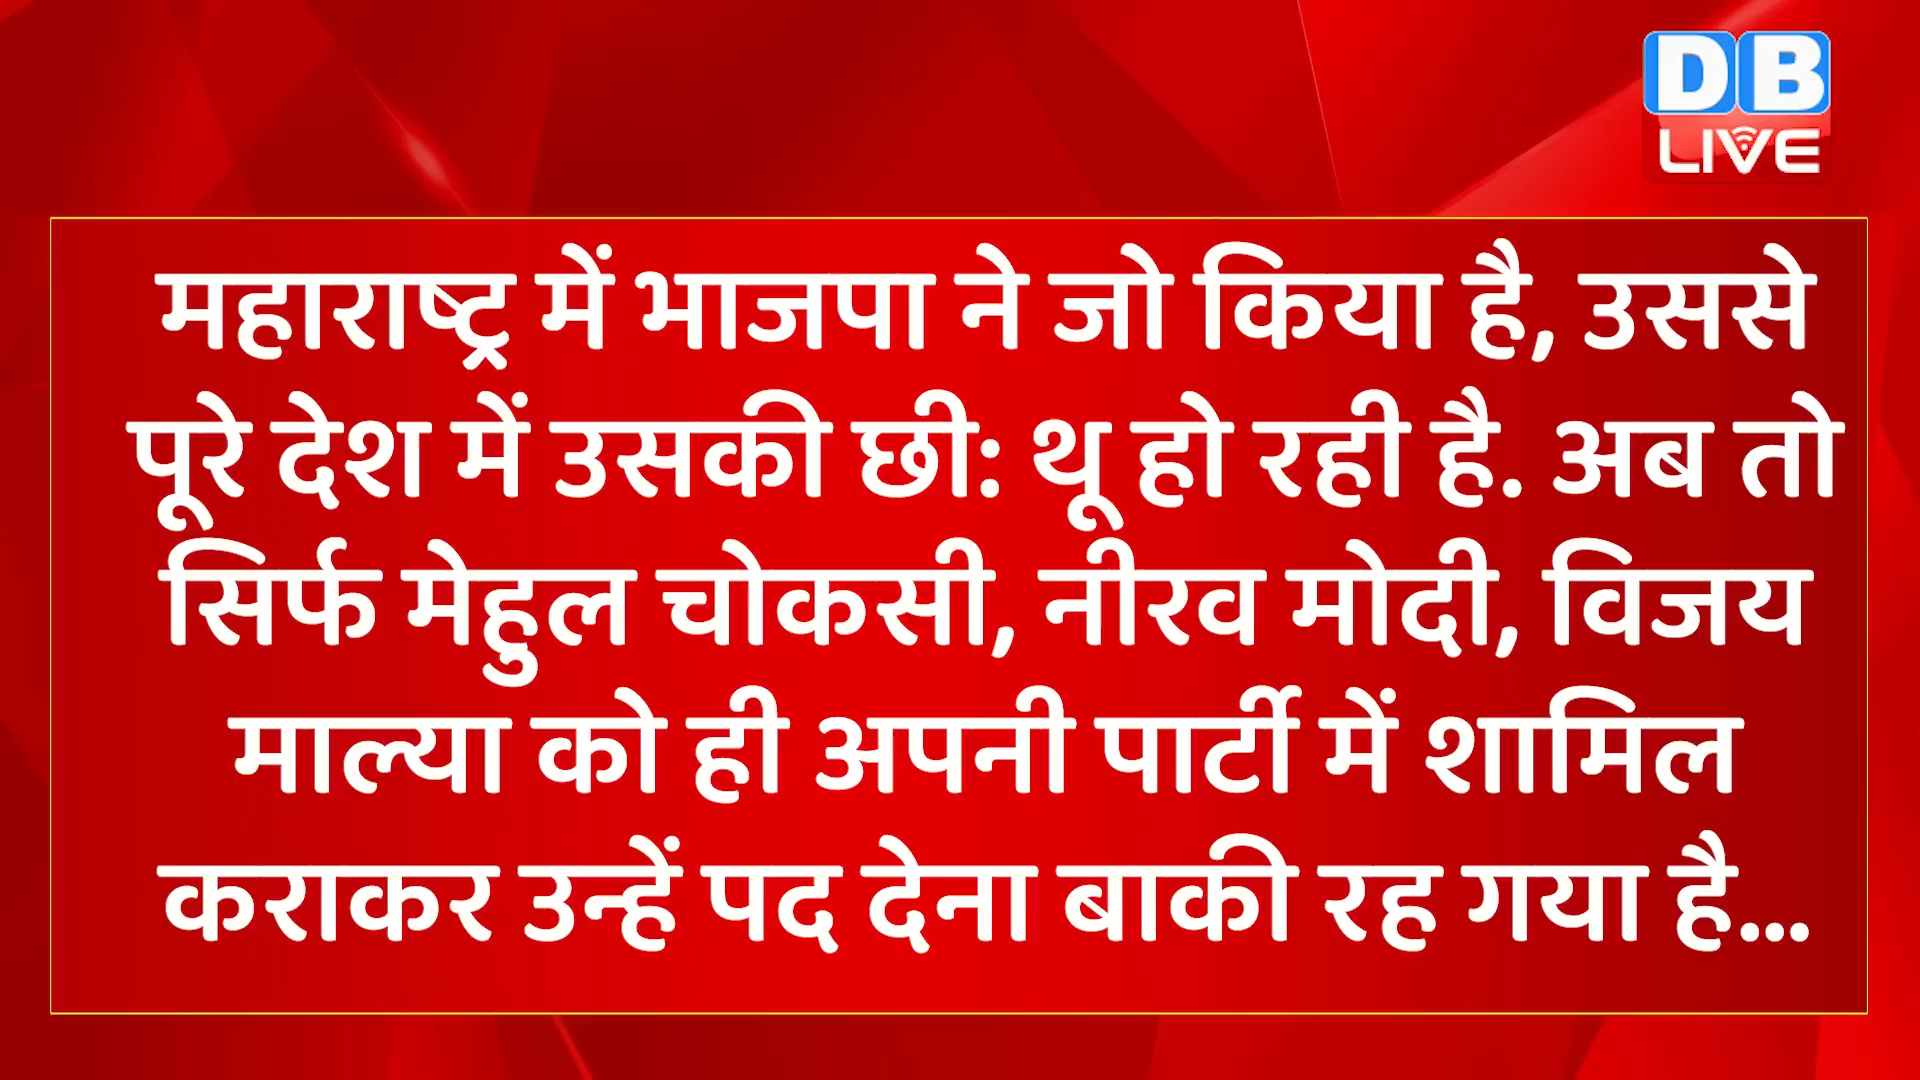 DB
LIVE
महाराष्ट्र में भाजपा ने जो किया है, उससे
पूरे देश में उसकी छी: थू हो रही है. अब तो
सिर्फ मेहुल चोकसी, नीरव मोदी, विजय
माल्या को ही अपनी पार्टी में शामिल
कराकर उन्हें पद देना बाकी रह गया है...